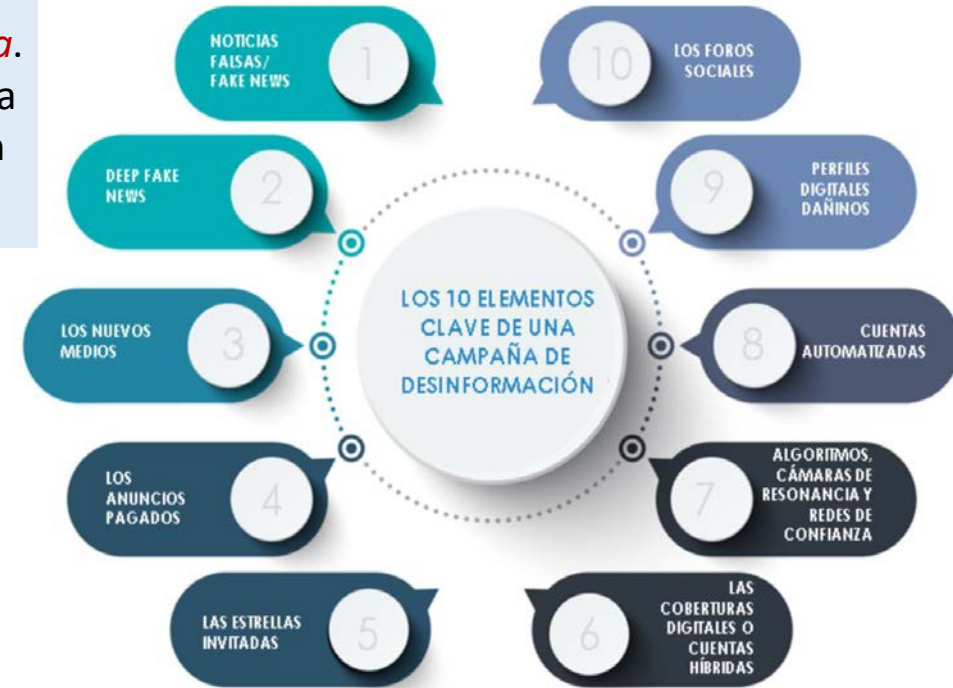 a.
a
n
NOTICIAS
FALSAS/
FAKE NEWS
1
DEEP FAKE
NEWS
2
LOS NUEVOS
MEDIOS
3
LOS
ANUNCIOS
PAGADOS
4
LAS ESTRELLAS
INVITADAS
5
LOS 10 ELEMENTOS
CLAVE DE UNA
CAMPAÑA DE
DESINFORMACIÓN
LAS
COBERTURAS
DIGITALES O
CUENTAS
HÍBRIDAS
6
ALGORITMOS,
CÁMARAS DE
RESONANCIA Y
REDES DE
CONFIANZA
7
CUENTAS
AUTOMATIZADAS
8
PERFILES
DIGITALES
DAÑINOS
9
LOS FOROS
SOCIALES
10